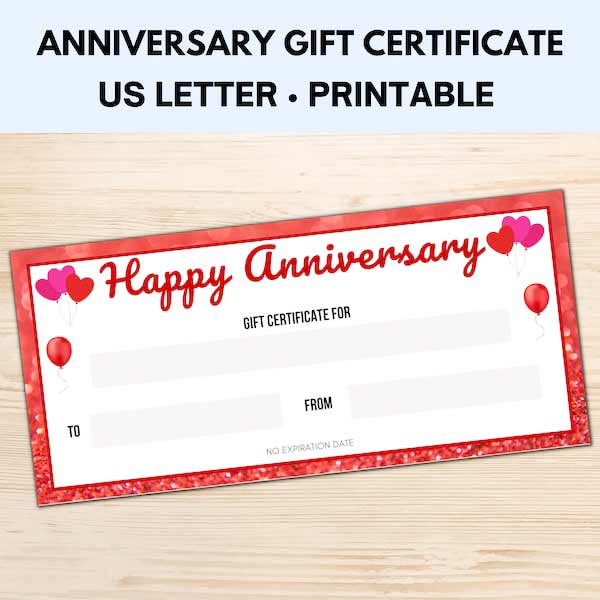 ANNIVERSARY GIFT CERTIFICATE
US LETTER • PRINTABLE
Happy Anniversary
GIFT CERTIFICATE FOR
TO
FROM
NO EXPIRATION DATE